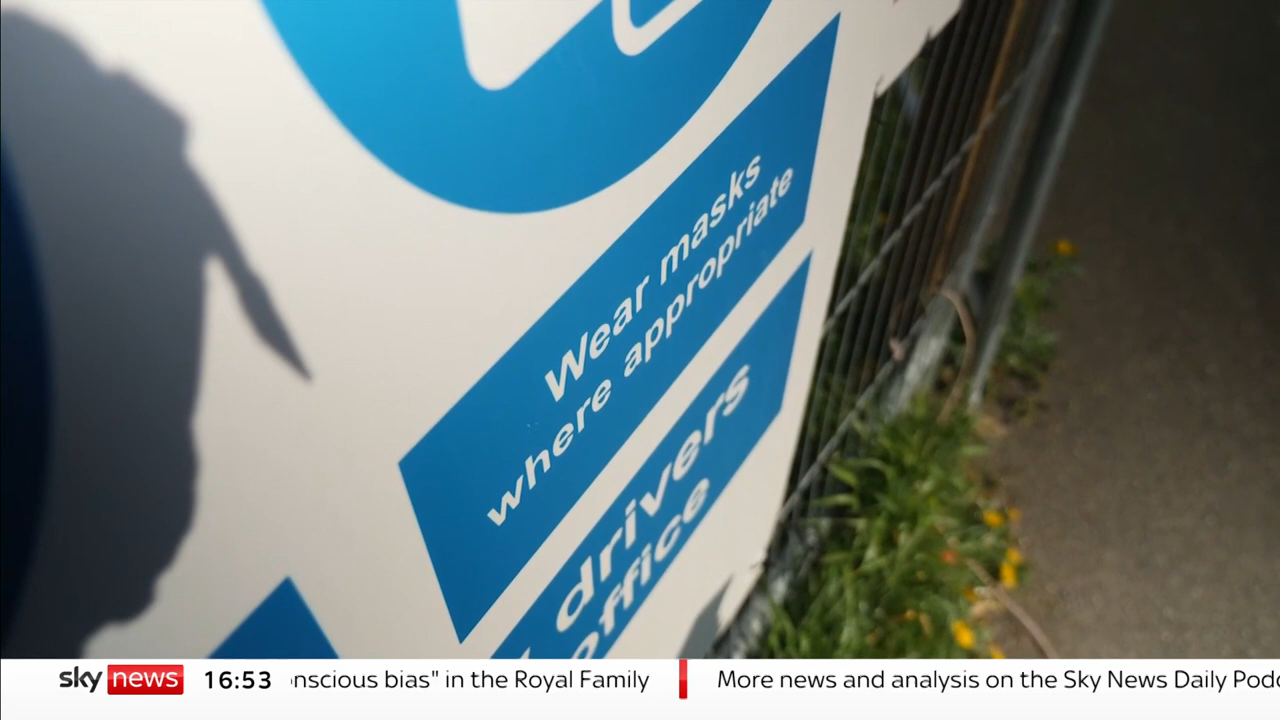 Wear masks
where appropriate
drivers
office
sky news 16:53 nscious bias" in the Royal Family
More news and analysis on the Sky News Daily Podc